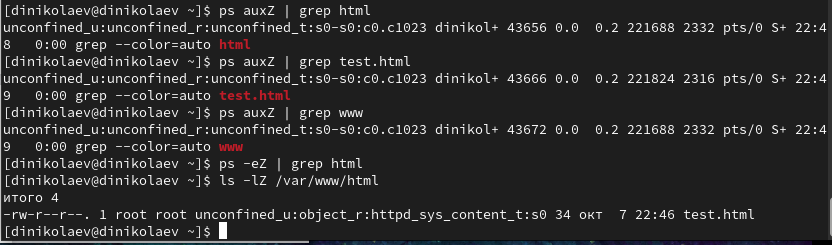 [dinikolaev@dinikolaev ~]$ ps auxZ | grep html
unconfined_u:unconfined_r:unconfined_t:s0-s0:c0.c1023 dinikol+ 43656 0.0  0.2 221688 2332 pts/0 S+ 22:4
8   0:00 grep --color=auto html
[dinikolaev@dinikolaev ~]$ ps auxZ | grep test.html
unconfined_u:unconfined_r:unconfined_t:s0-s0:c0.c1023 dinikol+ 43666 0.0  0.2 221824 2316 pts/0 S+ 22:4
9   0:00 grep --color=auto test.html
[dinikolaev@dinikolaev ~]$ ps auxZ | grep www
unconfined_u:unconfined_r:unconfined_t:s0-s0:c0.c1023 dinikol+ 43672 0.0  0.2 221688 2332 pts/0 S+ 22:4
9   0:00 grep --color=auto www
[dinikolaev@dinikolaev ~]$ ps -eZ | grep html
[dinikolaev@dinikolaev ~]$ ls -lZ /var/www/html
итого 4
-rw-r--r--. 1 root root unconfined_u:object_r:httpd_sys_content_t:s0 34 окт  7 22:46 test.html
[dinikolaev@dinikolaev ~]$